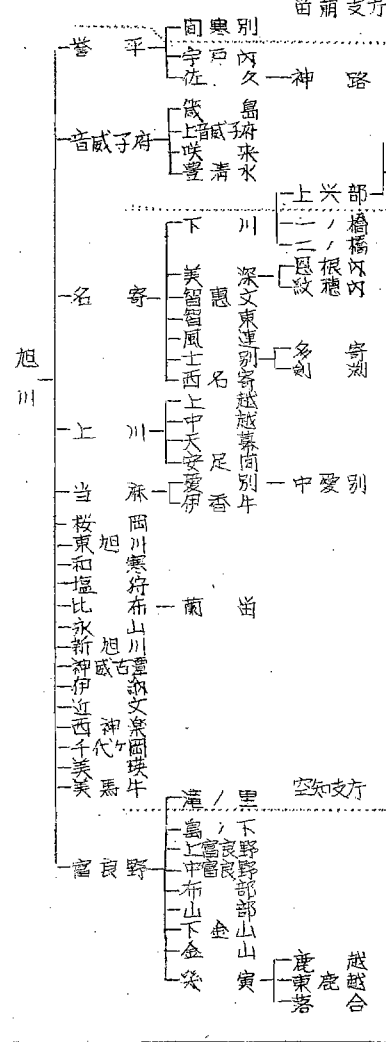 留萌支庁
誉平
問寒別
宇戸内
佐久 神路
音威子府
筬島
上音威子府
咲来
豊清水
名寄
下川
上興部
一ノ橋
二ノ橋
美深
恩根内
紋穂内
智恵文
智東
風連
士別
多寄
剣淵
西名寄
旭川
上川
上越
中越
天幕
安足間
当麻
愛別 中愛別
伊香牛
桜岡
東旭川
和寒
塩狩
比布 蘭留
永山
新旭川
神威古潭
伊納
近文
西神楽
千代ヶ岡
美瑛
美馬牛
富良野
滝ノ里
空知支庁
島ノ下
上富良野
中富良野
布部
山部
下金山
金山
幾寅
鹿越
東鹿越
落合